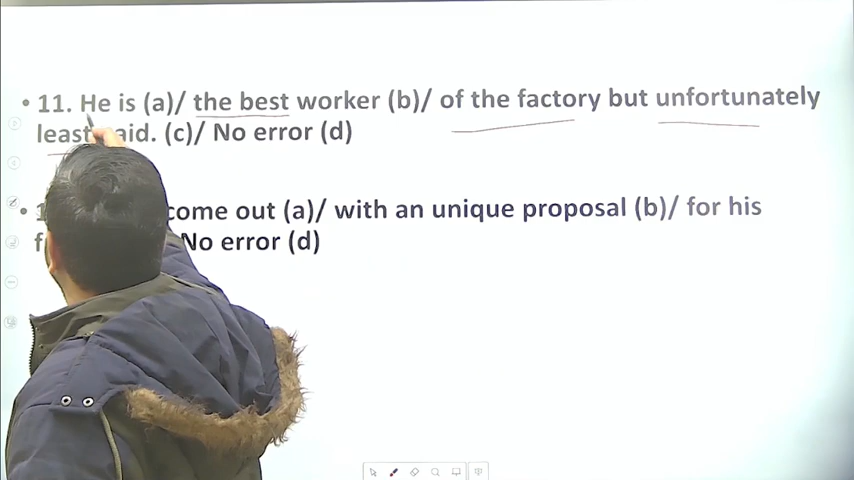 • 11. He is (a)/ the best worker (b)/ of the factory but unfortunately
least paid. (c)/ No error (d)
• come out (a)/ with an unique proposal (b)/ for his
No error (d)